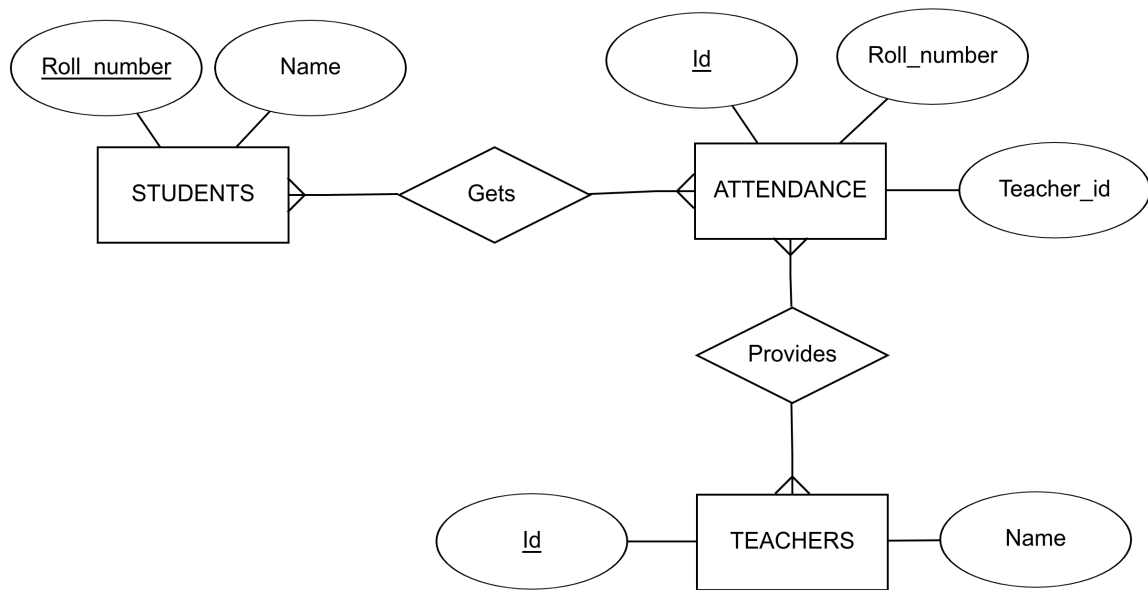 Roll_number
Name
Id
Roll_number
STUDENTS
Gets
ATTENDANCE
Teacher_id
Provides
Id
TEACHERS
Name